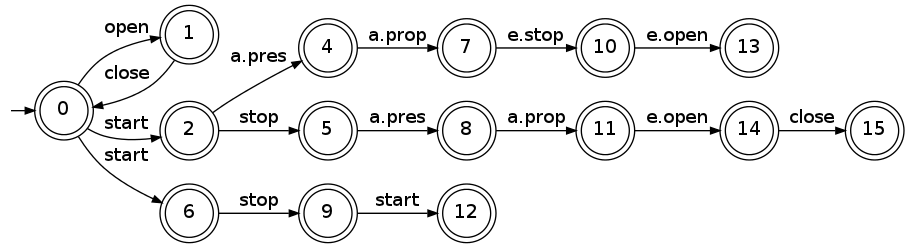 open
1
close
0
start
start
a.pres
4
a.prop
7
e.stop
10
e.open
13
2
stop
5
a.pres
8
a.prop
11
e.open
14
close
15
6
stop
9
start
12